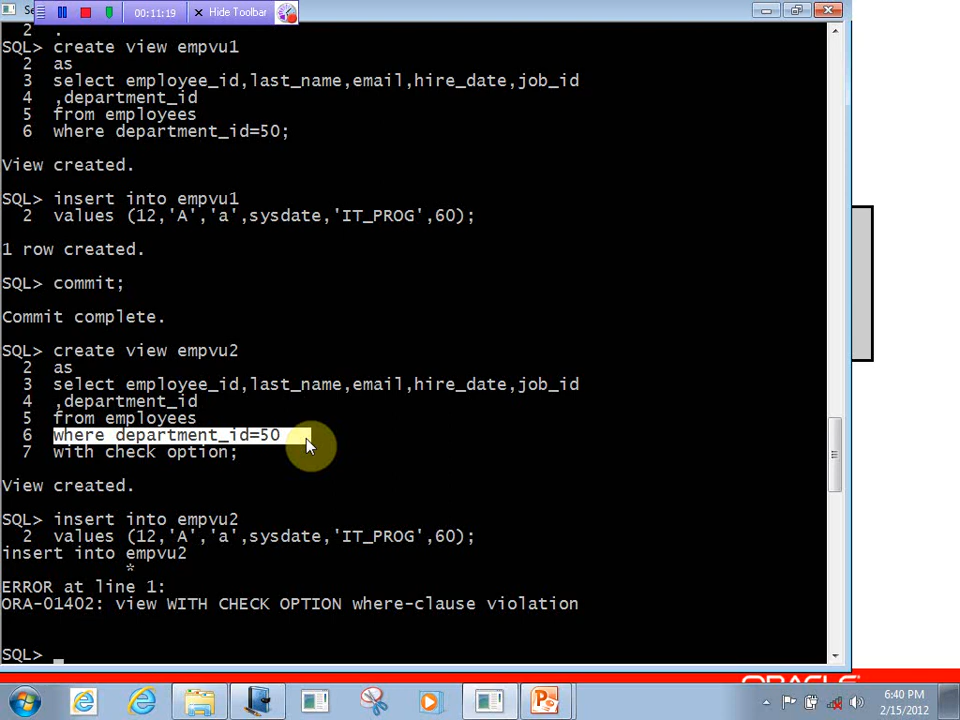 Se
00:11:19
Hide Toolbar
2  .
SQL> create view empvu1
2  as
3  select employee_id,last_name,email,hire_date,job_id
4  ,department_id
5  from employees
6  where department_id=50;
View created.
SQL> insert into empvu1
2  values (12,'A','a',sysdate,'IT_PROG',60);
1 row created.
SQL> commit;
Commit complete.
SQL> create view empvu2
2  as
3  select employee_id,last_name,email,hire_date,job_id
4  ,department_id
5  from employees
6  where department_id=50
7  with check option;
View created.
SQL> insert into empvu2
2  values (12,'A','a',sysdate,'IT_PROG',60);
insert into empvu2
*
ERROR at line 1:
ORA-01402: view WITH CHECK OPTION where-clause violation
SQL>
ORACLE
6:40 PM
2/15/2012